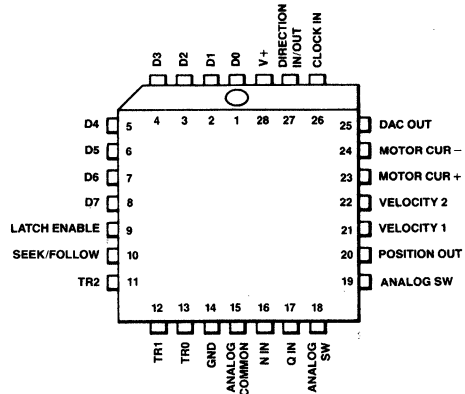 D3
D2
D1
D0
V+
DIRECTION
IN/OUT
CLOCK IN
4
3
2
1
28
27
26
D4
5
D5
6
D6
7
D7
8
LATCH ENABLE
9
SEEK/FOLLOW
10
TR2
11
25
DAC OUT
24
MOTOR CUR −
23
MOTOR CUR +
22
VELOCITY 2
21
VELOCITY 1
20
POSITION OUT
19
ANALOG SW
12
13
14
15
16
17
18
TR1
TR0
GND
ANALOG
COMMON
N IN
Q IN
ANALOG
SW